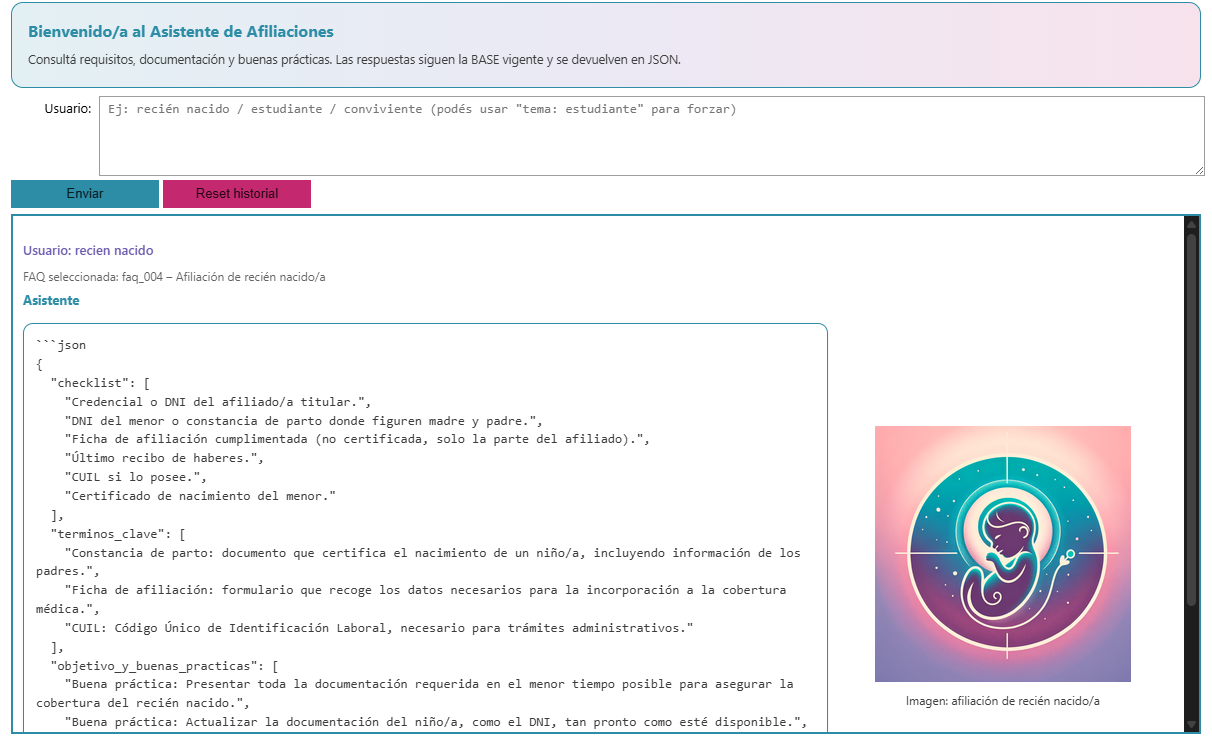 Bienvenido/a al Asistente de Afiliaciones
Consultá requisitos, documentación y buenas prácticas. Las respuestas siguen la BASE vigente y se devuelven en JSON.
Usuario:
Ej: recién nacido / estudiante / conviviente (podés usar "tema: estudiante" para forzar)
Enviar
Reset historial
Usuario: recien nacido
FAQ seleccionada: faq_004 – Afiliación de recién nacido/a
Asistente
```json
{
  "checklist": [
    "Credencial o DNI del afiliado/a titular.",
    "DNI del menor o constancia de parto donde figuren madre y padre.",
    "Ficha de afiliación cumplimentada (no certificada, solo la parte del afiliado).",
    "Último recibo de haberes.",
    "CUIL si lo posee.",
    "Certificado de nacimiento del menor."
  ],
  "terminos_clave": [
    "Constancia de parto: documento que certifica el nacimiento de un niño/a, incluyendo información de los
padres.",
    "Ficha de afiliación: formulario que recoge los datos necesarios para la incorporación a la cobertura
médica.",
    "CUIL: Código Único de Identificación Laboral, necesario para trámites administrativos."
  ],
  "objetivo_y_buenas_practicas": [
    "Buena práctica: Presentar toda la documentación requerida en el menor tiempo posible para asegurar la
cobertura del recién nacido.",
    "Buena práctica: Actualizar la documentación del niño/a, como el DNI, tan pronto como esté disponible.",
Imagen: afiliación de recién nacido/a